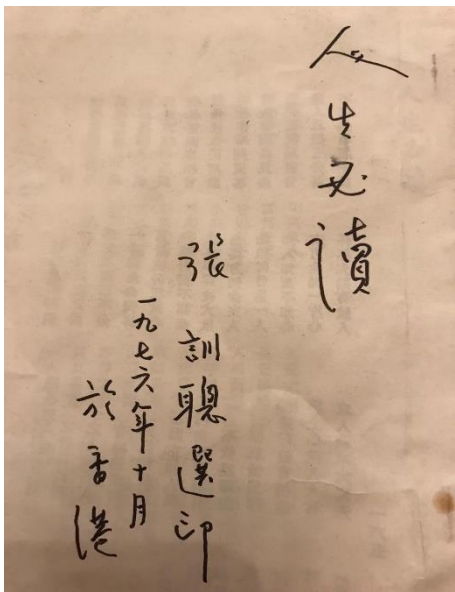 人生必讀
張訓聰選印
一九七六年十月
於香港